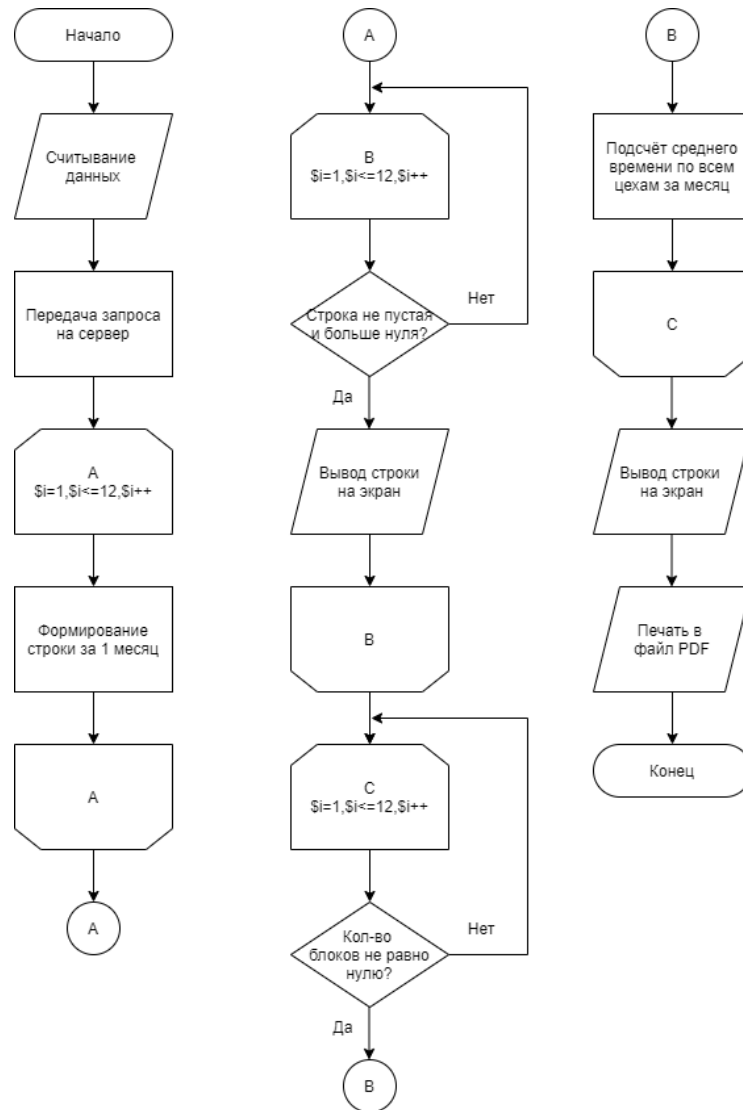 Начало
Считывание
данных
Передача запроса
на сервер
A
$i=1,$i<=12,$i++
Формирование
строки за 1 месяц
A
A
A
B
$i=1,$i<=12,$i++
Строка не пустая
и больше нуля?
Нет
Да
Вывод строки
на экран
B
C
$i=1,$i<=12,$i++
Кол-во
блоков не равно
нулю?
Нет
Да
B
B
Подсчёт среднего
времени по всем
цехам за месяц
C
Вывод строки
на экран
Печать в
файл PDF
Конец